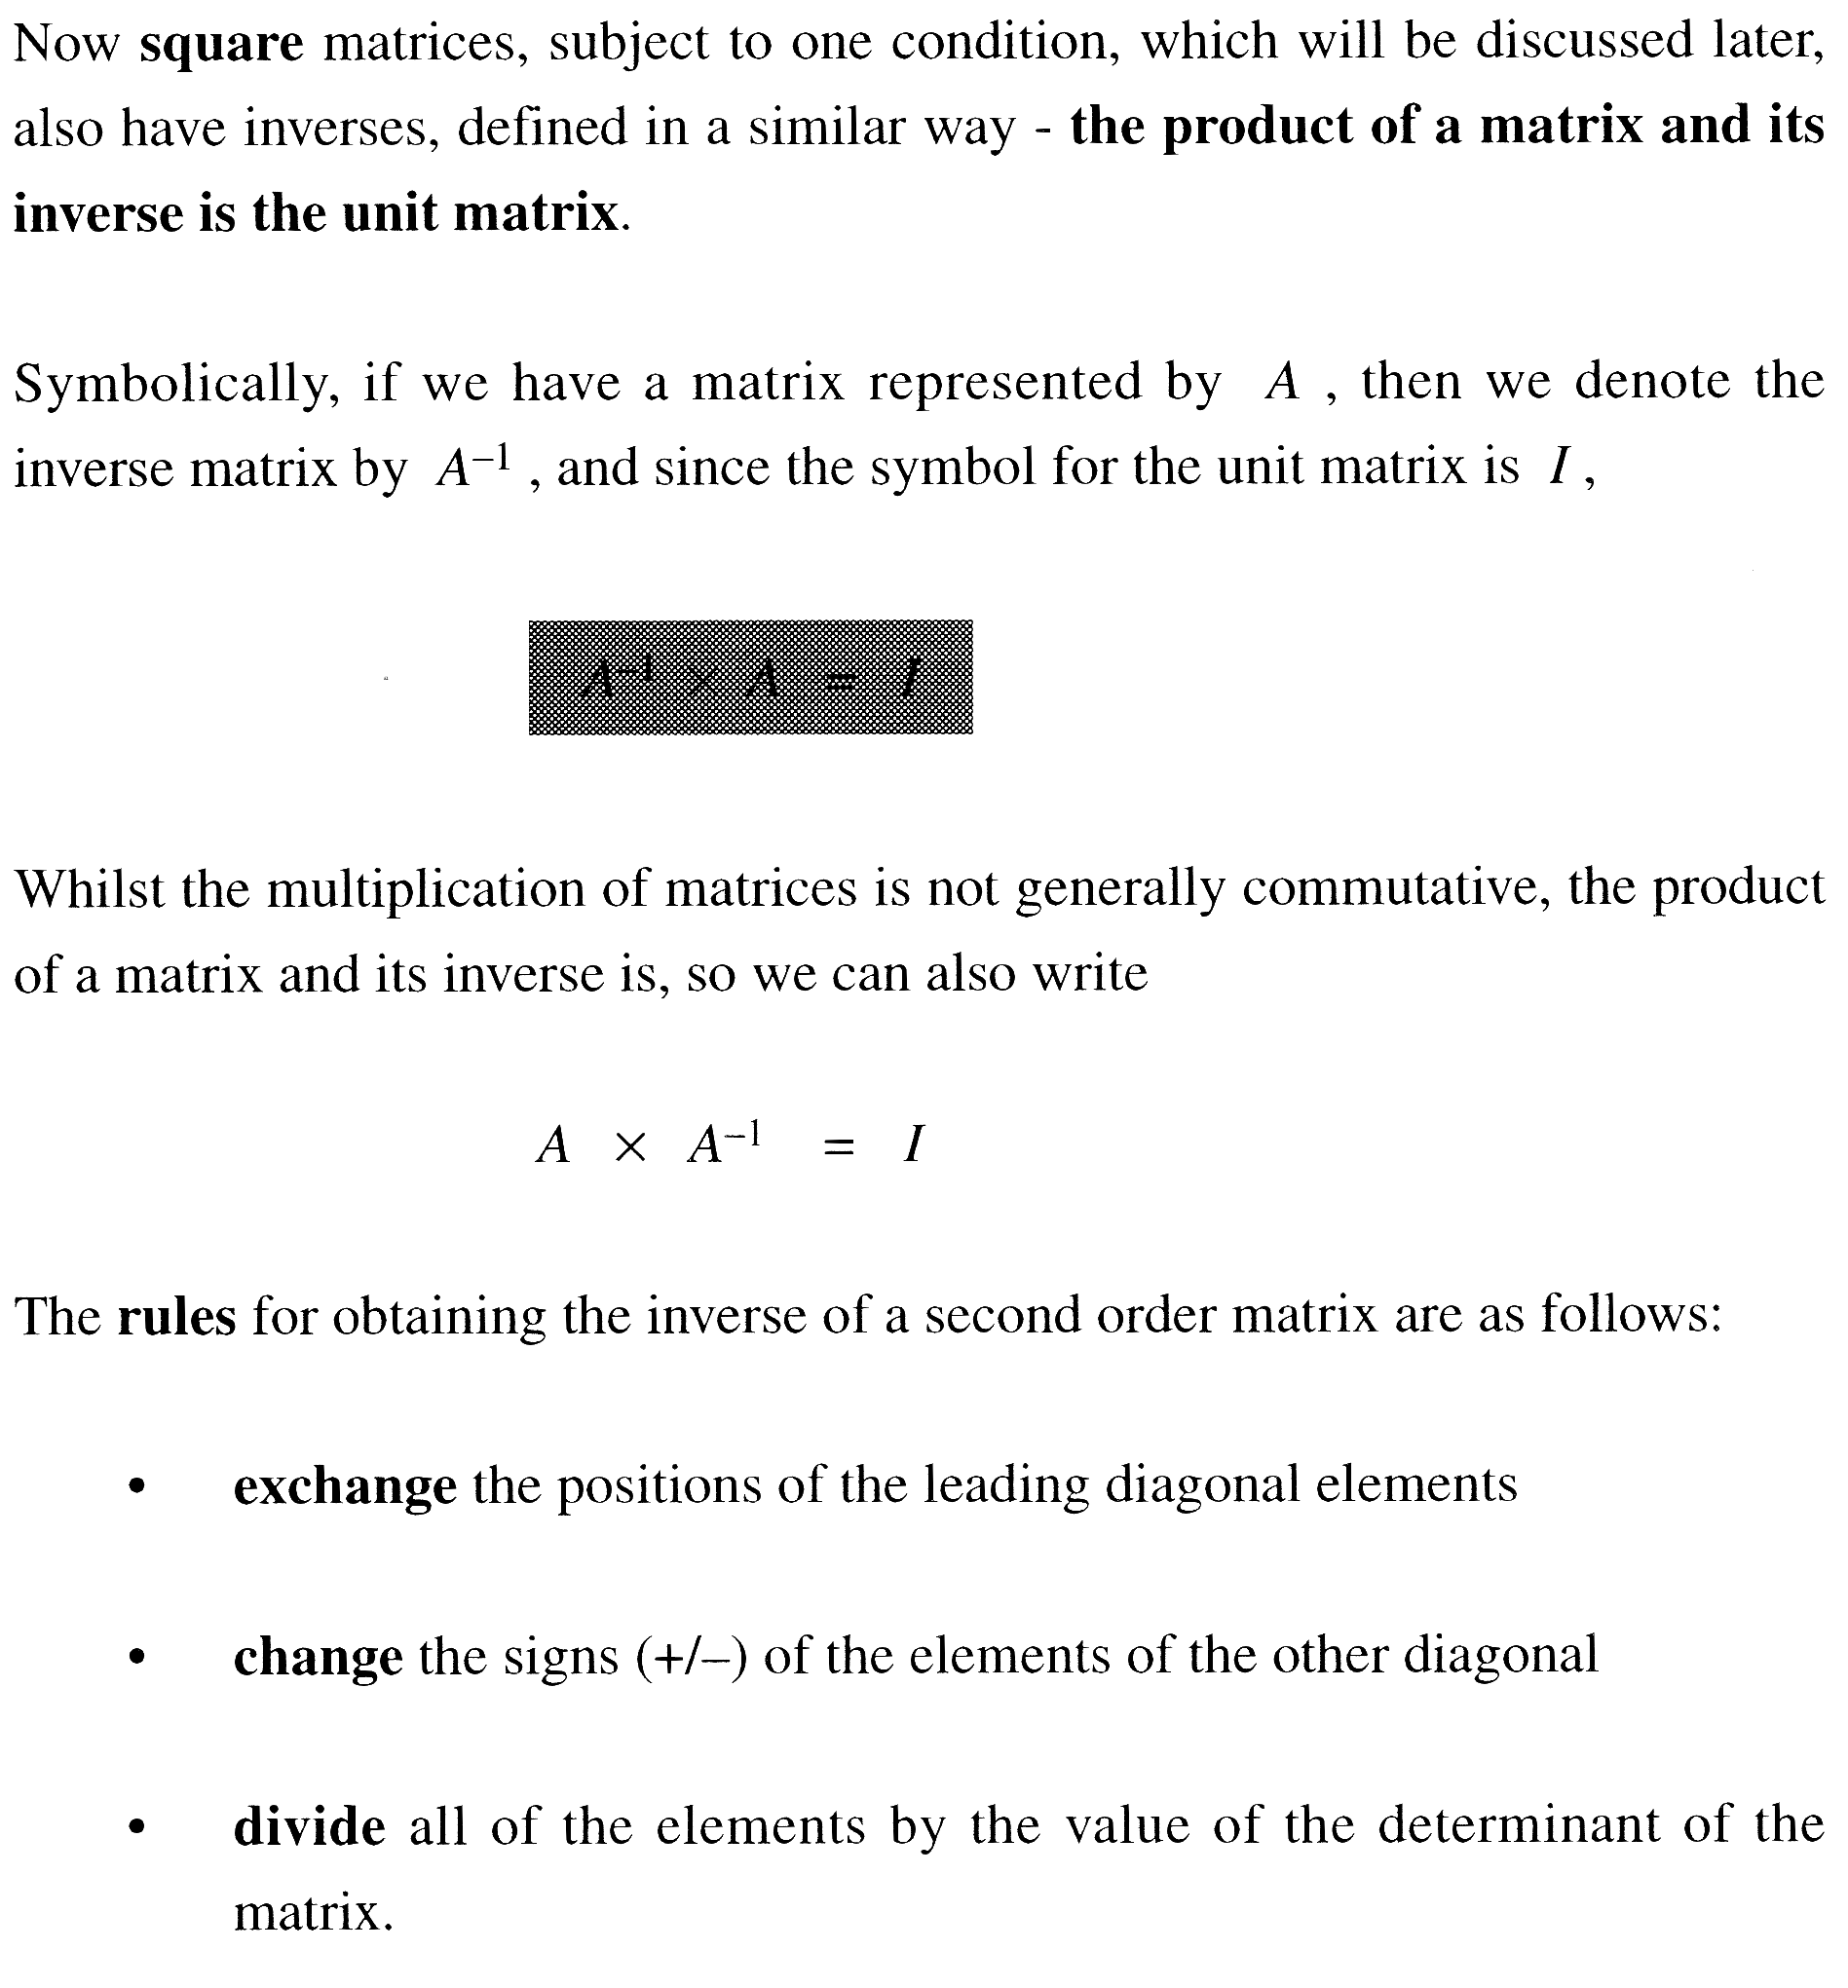 Now square matrices, subject to one condition, which will be discussed later,
also have inverses, defined in a similar way - the product of a matrix and its
inverse is the unit matrix.
Symbolically, if we have a matrix represented by A , then we denote the
inverse matrix by A⁻¹ , and since the symbol for the unit matrix is I ,
A⁻¹ × A = I
Whilst the multiplication of matrices is not generally commutative, the product
of a matrix and its inverse is, so we can also write
A × A⁻¹ = I
The rules for obtaining the inverse of a second order matrix are as follows:
• exchange the positions of the leading diagonal elements
• change the signs (+/–) of the elements of the other diagonal
• divide all of the elements by the value of the determinant of the
matrix.